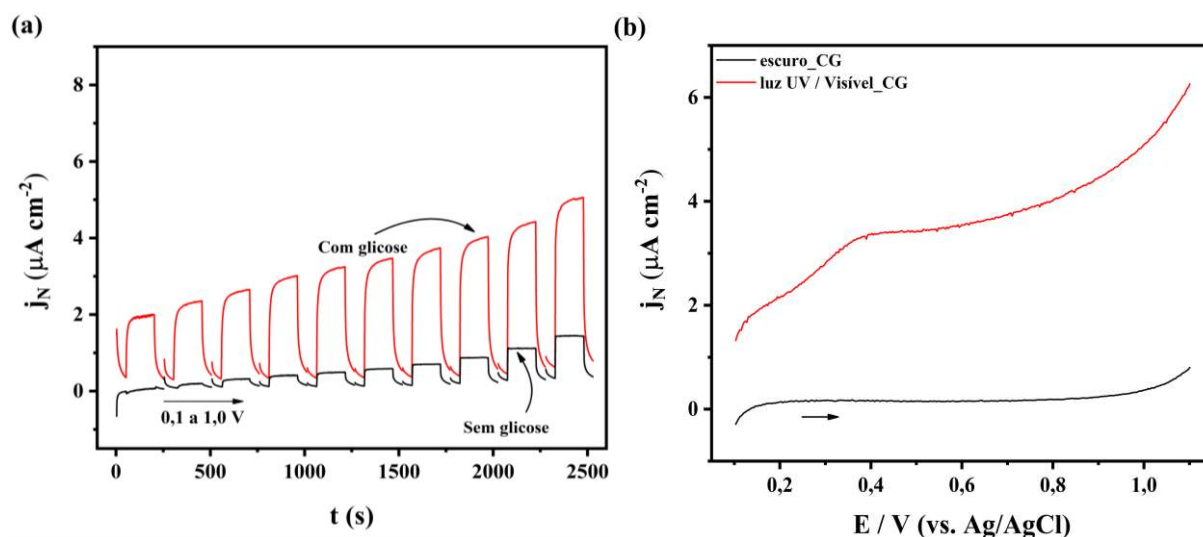 (a)
8
6
4
2
0
j_N (µA cm⁻²)
Com glicose
0,1 a 1,0 V
Sem glicose
0 500 1000 1500 2000 2500
t (s)
(b)
escuro_CG
luz UV / Visível_CG
6
4
2
0
j_N (µA cm⁻²)
0,2 0,4 0,6 0,8 1,0
E / V (vs. Ag/AgCl)